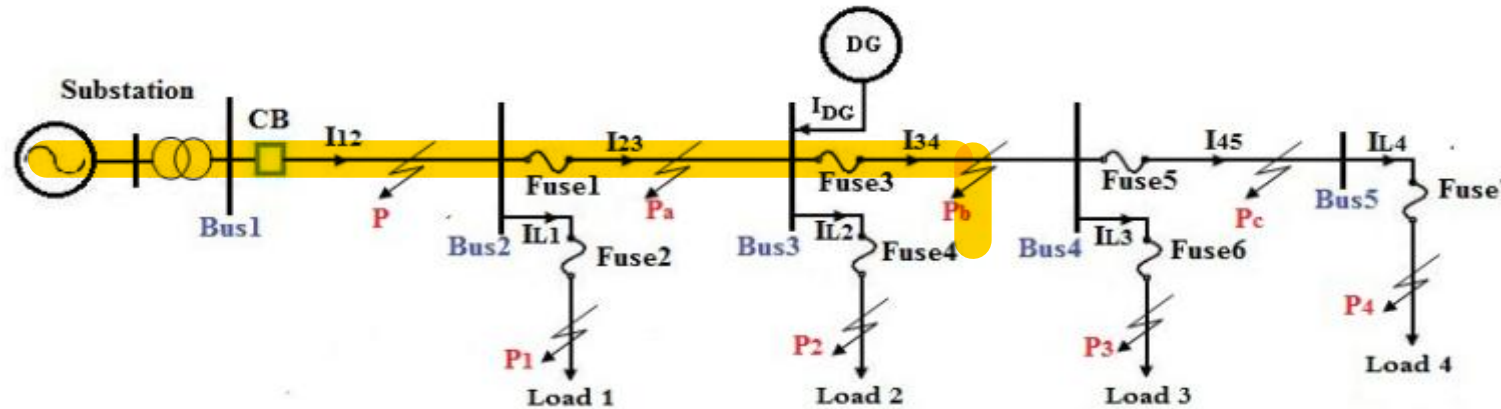 DG
Substation
CB
I12
I23
IDG
I34
I45
IL4
Fuse1
Fuse3
Fuse5
Fuse
P
Pa
Pb
Pc
Bus1
Bus2
Bus3
Bus4
Bus5
IL1
IL2
IL3
Fuse2
Fuse4
Fuse6
P1
P2
P3
P4
Load 1
Load 2
Load 3
Load 4